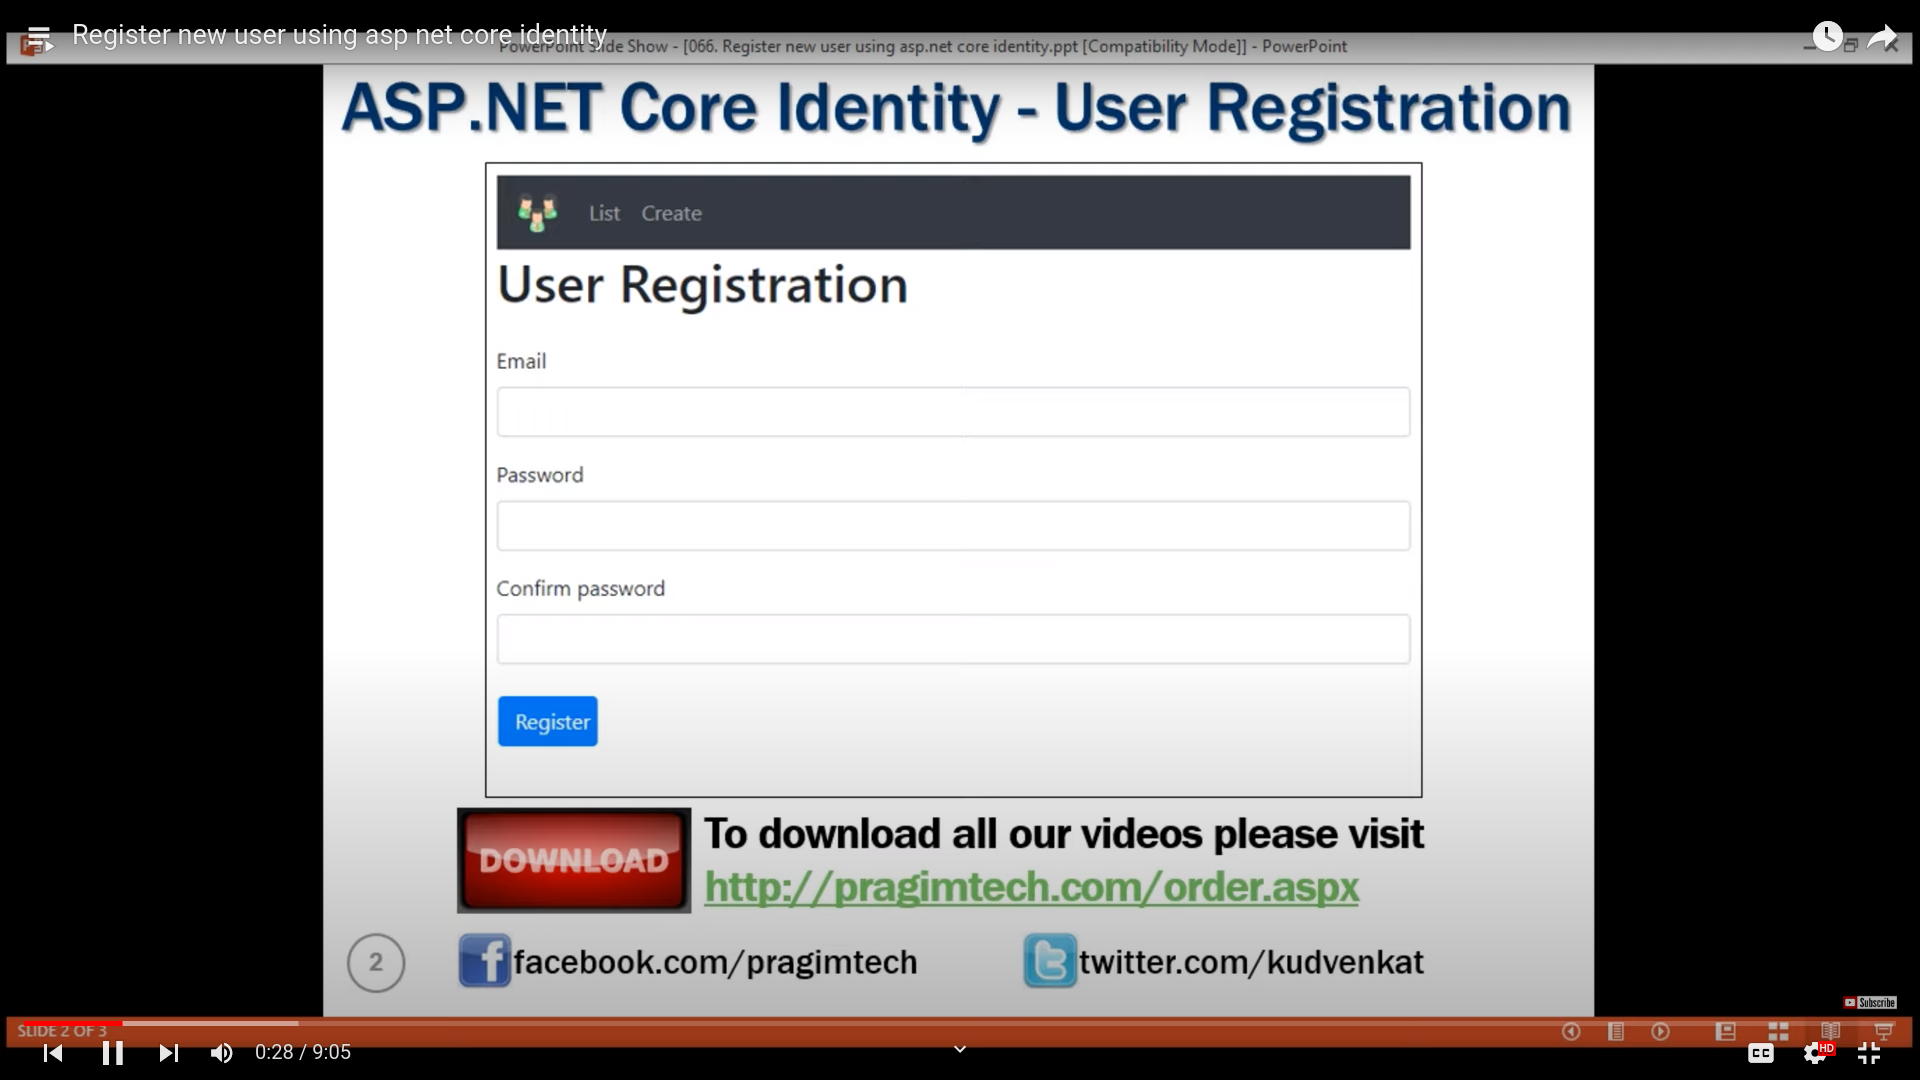 Register new user using asp net core identity
PowerPoint Slide Show - [066. Register new user using asp.net core identity.ppt [Compatibility Mode]] - PowerPoint
ASP.NET Core Identity - User Registration
List Create
User Registration
Email
Password
Confirm password
Register
DOWNLOAD
To download all our videos please visit
http://pragimtech.com/order.aspx
2
facebook.com/pragimtech
twitter.com/kudvenkat
Subscribe
SLIDE 2 OF 3
0:28 / 9:05
CC
HD